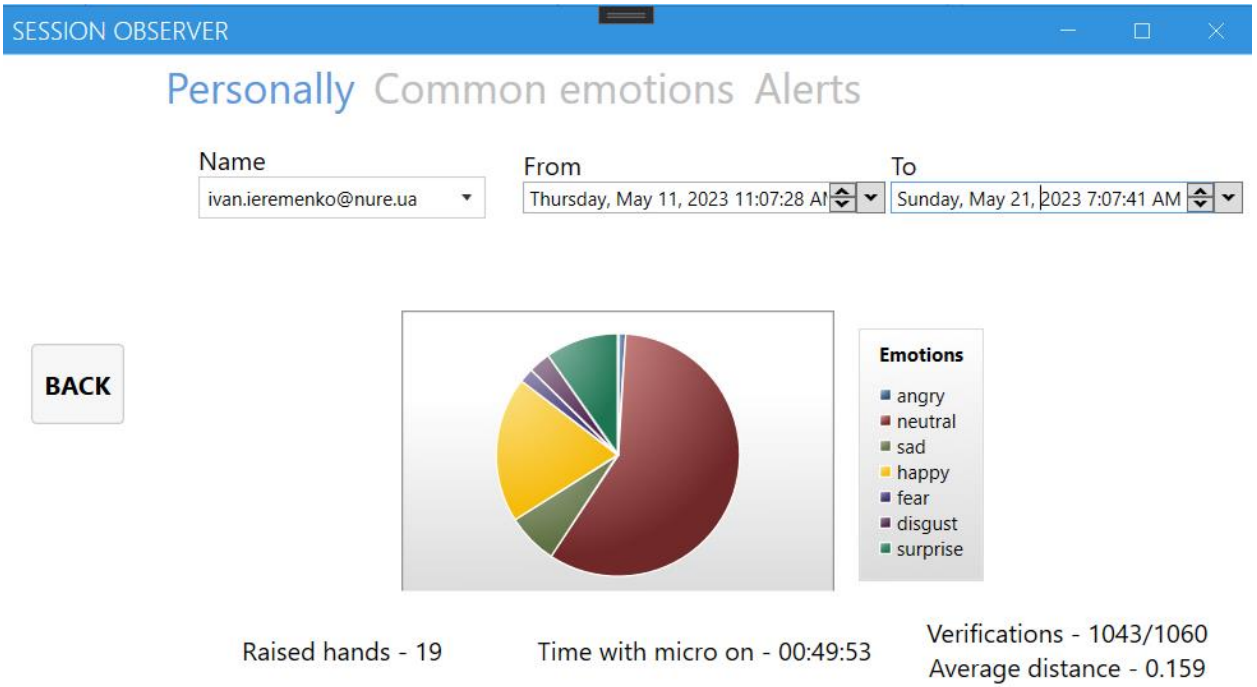 SESSION OBSERVER
Personally Common emotions Alerts
Name
From
To
ivan.ieremenko@nure.ua
Thursday, May 11, 2023 11:07:28 AM
Sunday, May 21, 2023 7:07:41 AM
BACK
Emotions
angry
neutral
sad
happy
fear
disgust
surprise
Raised hands - 19
Time with micro on - 00:49:53
Verifications - 1043/1060
Average distance - 0.159